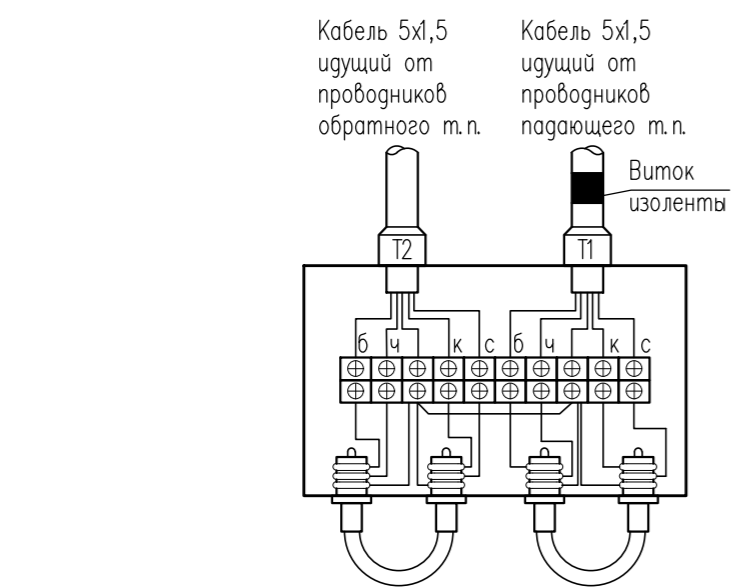 Кабель 5х1,5
идущий от
проводников
обратного т.п.
Кабель 5х1,5
идущий от
проводников
падающего т.п.
Виток
изоленты
Т2
Т1
б ч к с б ч к с